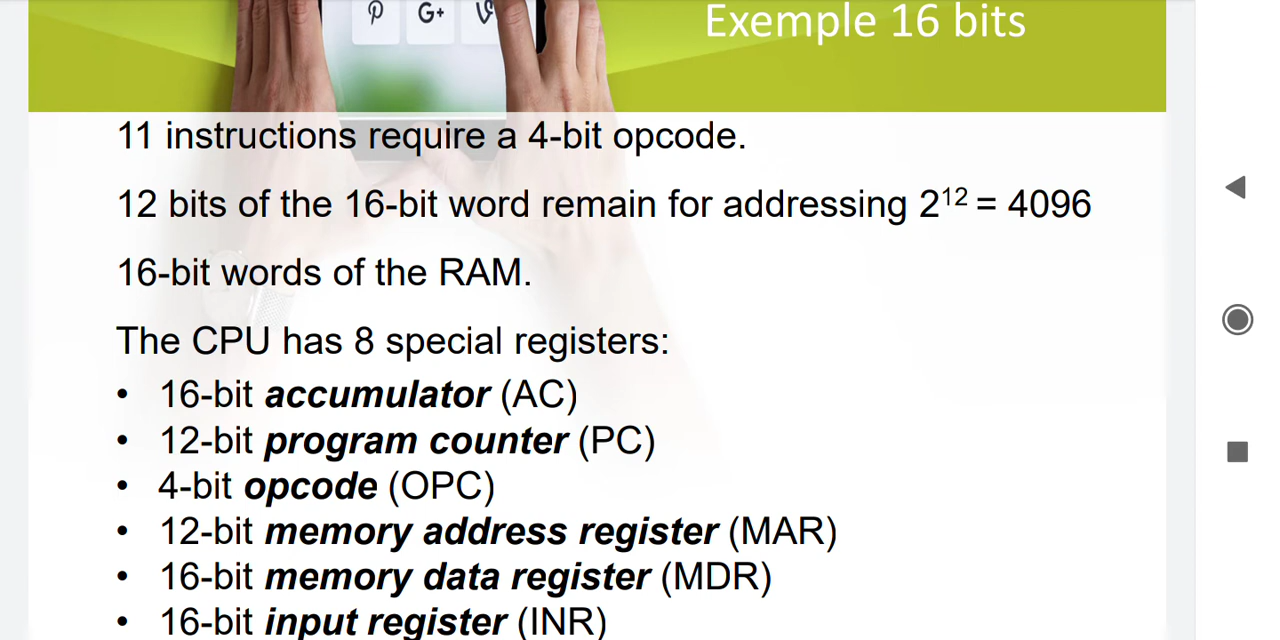 G+
Exemple 16 bits
11 instructions require a 4-bit opcode.
12 bits of the 16-bit word remain for addressing 2¹² = 4096
16-bit words of the RAM.
The CPU has 8 special registers:
• 16-bit accumulator (AC)
• 12-bit program counter (PC)
• 4-bit opcode (OPC)
• 12-bit memory address register (MAR)
• 16-bit memory data register (MDR)
• 16-bit input register (INR)